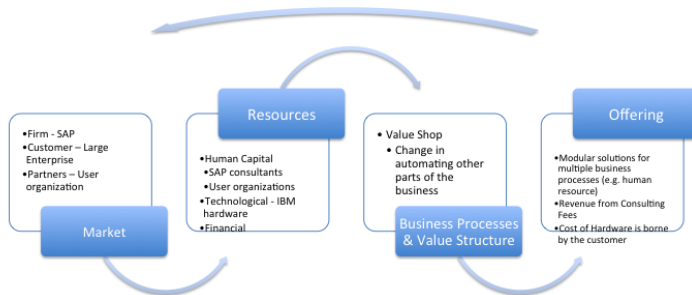 •Firm - SAP
•Customer – Large
Enterprise
•Partners – User
organization
Market
Resources
•Human Capital
•SAP consultants
•User organizations
•Technological - IBM
hardware
•Financial
• Value Shop
• Change in
automating other
parts of the
business
Business Processes
& Value Structure
Offering
•Modular solutions for
multiple business
processes (e.g. human
resource)
•Revenue from Consulting
Fees
•Cost of Hardware is borne
by the customer